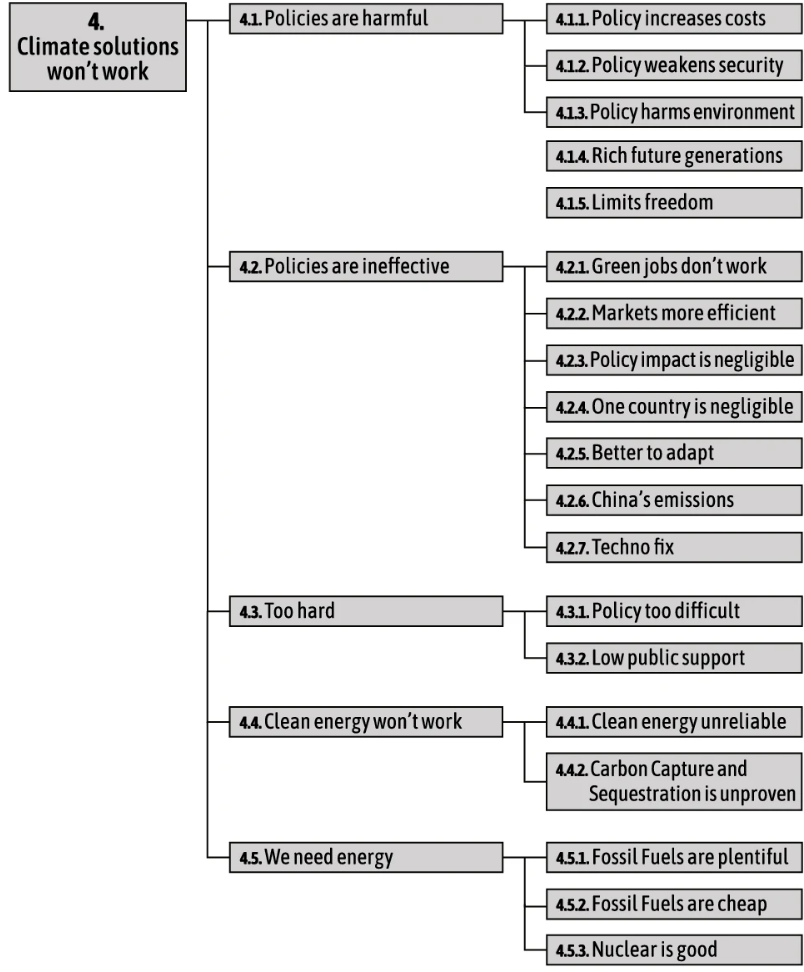 4.
Climate solutions
won't work
4.1. Policies are harmful
4.1.1. Policy increases costs
4.1.2. Policy weakens security
4.1.3. Policy harms environment
4.1.4. Rich future generations
4.1.5. Limits freedom
4.2. Policies are ineffective
4.2.1. Green jobs don't work
4.2.2. Markets more efficient
4.2.3. Policy impact is negligible
4.2.4. One country is negligible
4.2.5. Better to adapt
4.2.6. China's emissions
4.2.7. Techno fix
4.3. Too hard
4.3.1. Policy too difficult
4.3.2. Low public support
4.4. Clean energy won't work
4.4.1. Clean energy unreliable
4.4.2. Carbon Capture and
Sequestration is unproven
4.5. We need energy
4.5.1. Fossil Fuels are plentiful
4.5.2. Fossil Fuels are cheap
4.5.3. Nuclear is good